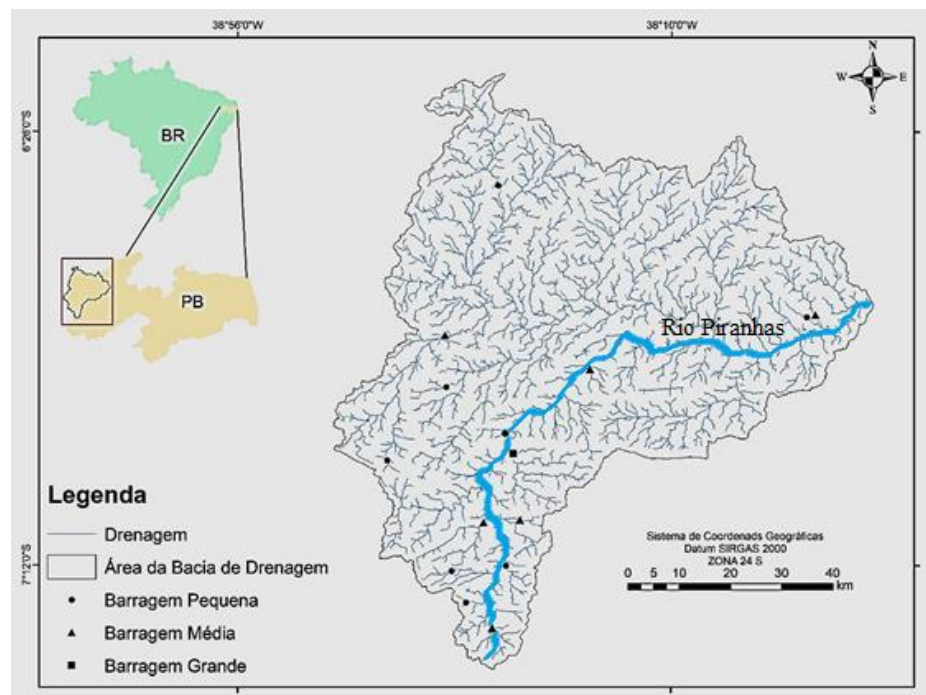 38°56'0"W
38°10'0"W
N
W
E
S
6°26'0"S
BR
PB
Rio Piranhas
7°12'0"S
Legenda
Drenagem
Área da Bacia de Drenagem
Barragem Pequena
Barragem Média
Barragem Grande
Sistema de Coordenads Geográficas
Datum SIRGAS 2000
ZONA 24 S
0 5 10 20 30 40
km